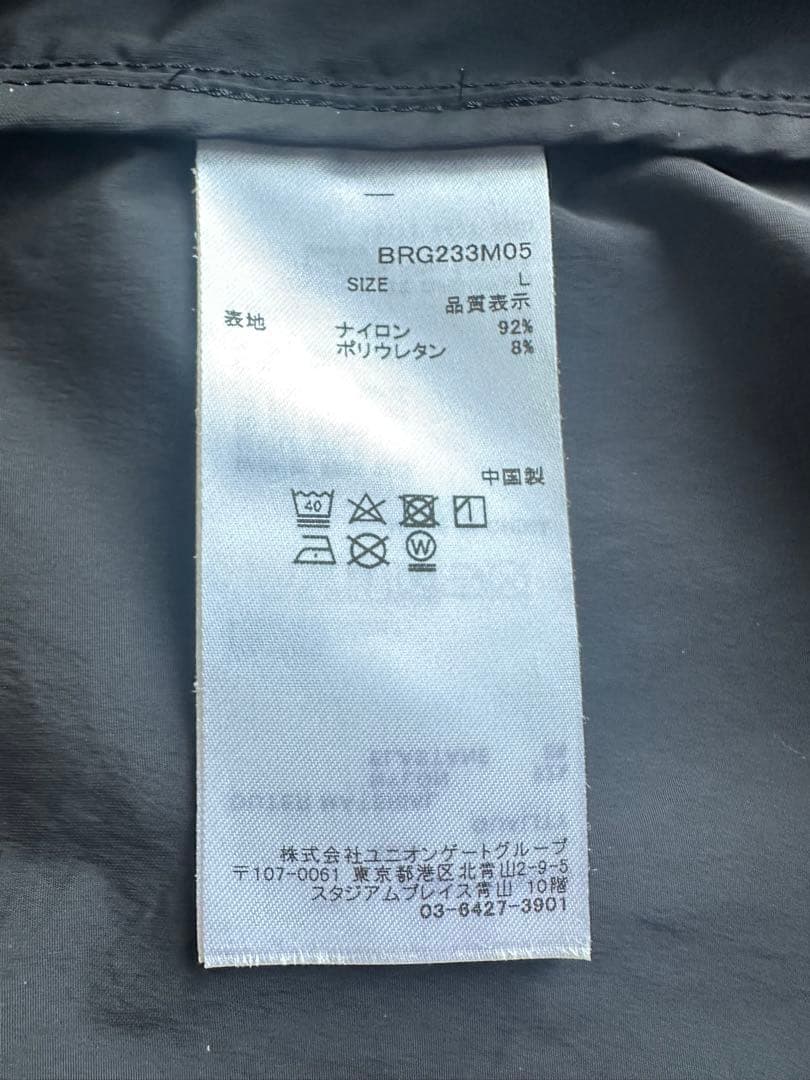 BRG233M05
SIZE L
品質表示
表地 ナイロン 92%
ポリウレタン 8%
中国製
40
W
株式会社ユニオンゲートグループ
〒107-0061 東京都港区北青山2-9-5
スタジアムプレイス青山 10階
03-6427-3901